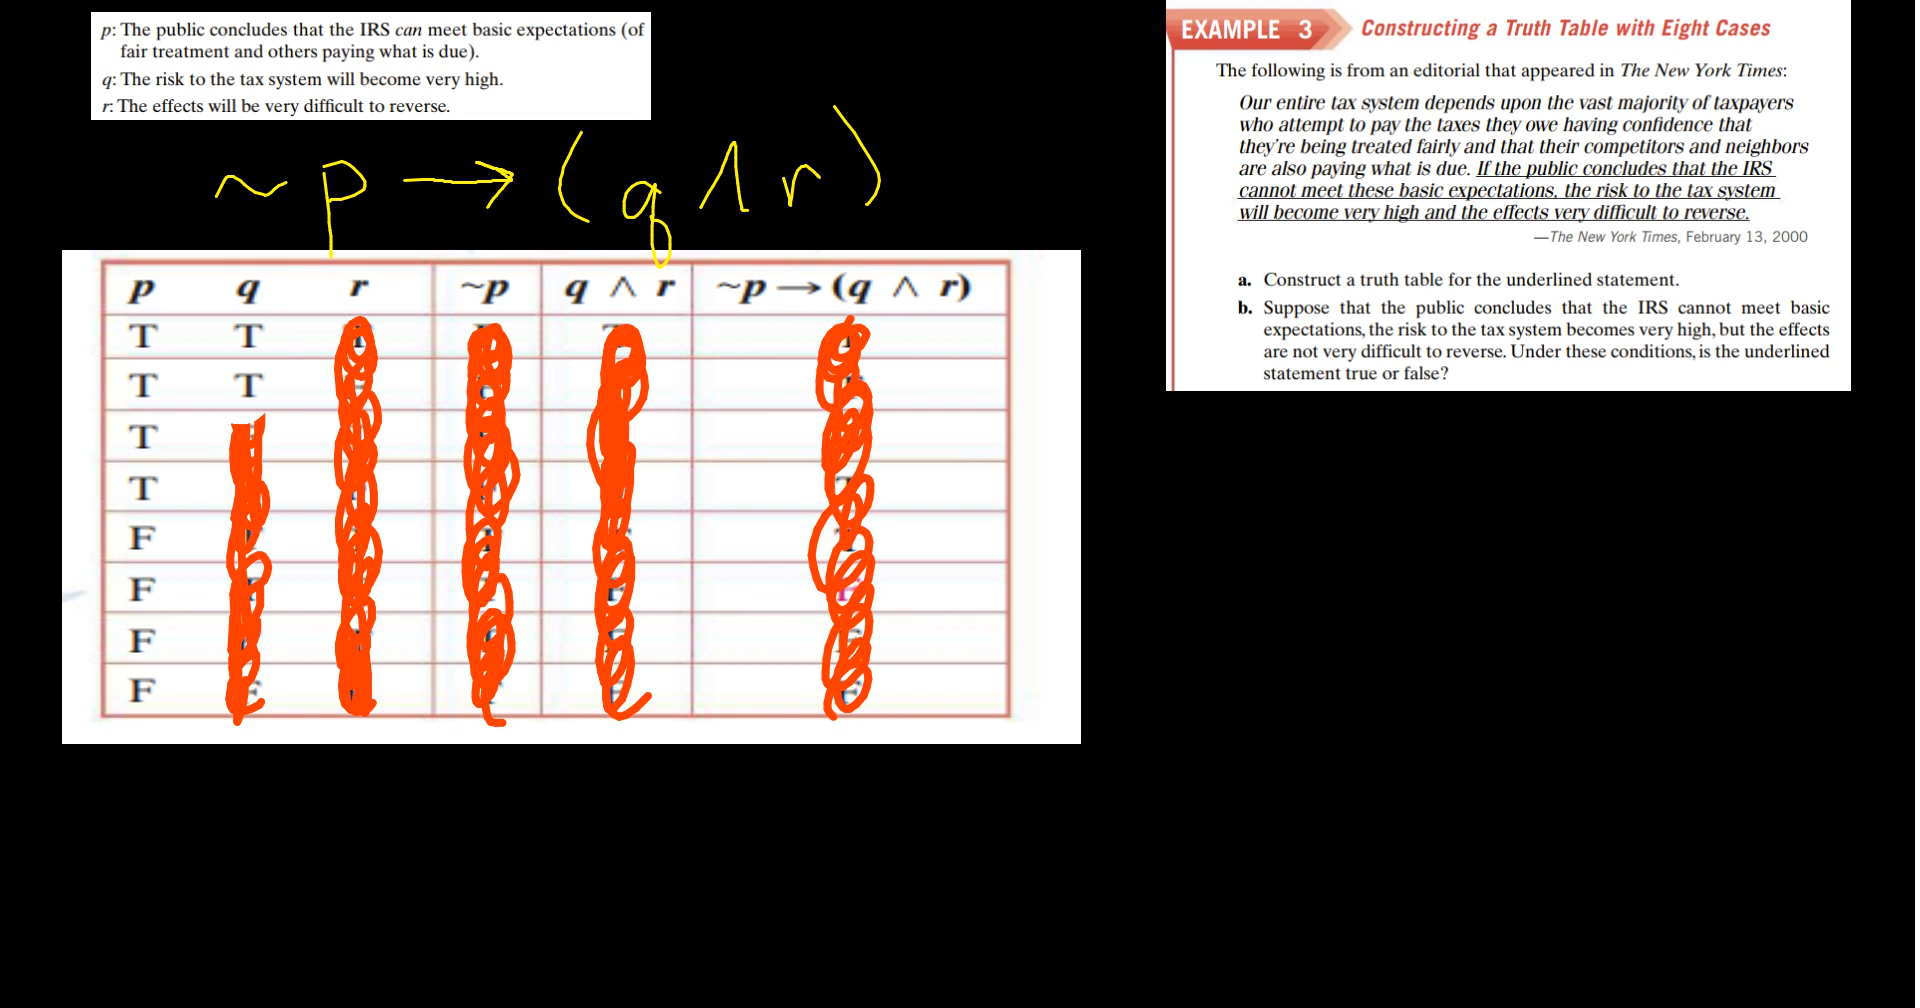 p: The public concludes that the IRS can meet basic expectations (of
fair treatment and others paying what is due).
q: The risk to the tax system will become very high.
r: The effects will be very difficult to reverse.
~p → (q ∧ r)
p q r ~p q ∧ r ~p → (q ∧ r)
T T
T T
T
T
F
F
F
F
EXAMPLE 3 Constructing a Truth Table with Eight Cases
The following is from an editorial that appeared in The New York Times:
Our entire tax system depends upon the vast majority of taxpayers
who attempt to pay the taxes they owe having confidence that
they're being treated fairly and that their competitors and neighbors
are also paying what is due. If the public concludes that the IRS
cannot meet these basic expectations, the risk to the tax system
will become very high and the effects very difficult to reverse.
—The New York Times, February 13, 2000
a. Construct a truth table for the underlined statement.
b. Suppose that the public concludes that the IRS cannot meet basic
expectations, the risk to the tax system becomes very high, but the effects
are not very difficult to reverse. Under these conditions, is the underlined
statement true or false?